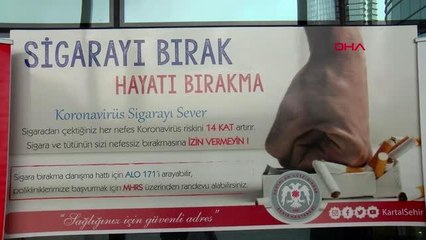 DHA
SİGARAYI BIRAK
HAYATI BIRAKMA
Koronavirüs Sigarayı Sever
Sigaradan çektiğiniz her nefes Koronavirüs riskini 14 KAT artırır.
Sigara ve tütünün sizi nefessiz bırakmasına İZİN VERMEYİN !
Sigara bırakma danışma hattı için ALO 171'i arayabilir,
polikliniklerimize başvurmak için MHRS üzerinden randevu alabilirsiniz.
"Sağlığınız için güvenli adres"
KartalSehir